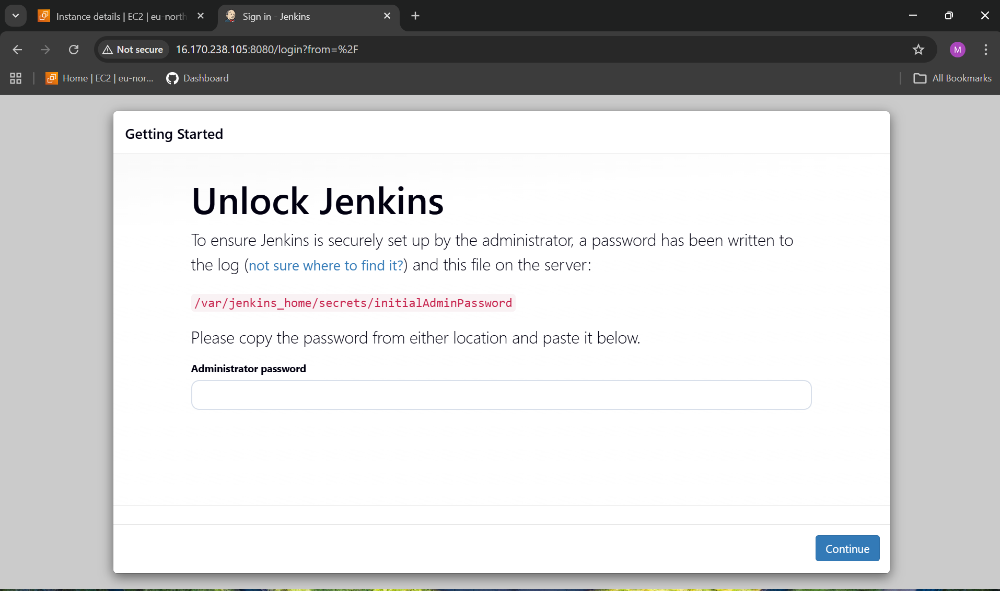 Instance details | EC2 | eu-north
Sign in - Jenkins
Not secure
16.170.238.105:8080/login?from=%2F
M
Home | EC2 | eu-nor...
Dashboard
All Bookmarks
Getting Started
Unlock Jenkins
To ensure Jenkins is securely set up by the administrator, a password has been written to
the log (not sure where to find it?) and this file on the server:
/var/jenkins_home/secrets/initialAdminPassword
Please copy the password from either location and paste it below.
Administrator password
Continue